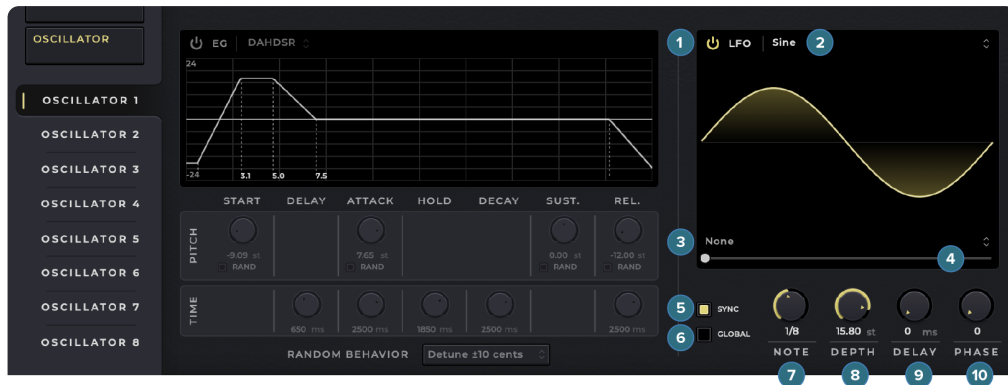 OSCILLATOR
OSCILLATOR 1
OSCILLATOR 2
OSCILLATOR 3
OSCILLATOR 4
OSCILLATOR 5
OSCILLATOR 6
OSCILLATOR 7
OSCILLATOR 8
EG DAHDSR
24
-24 3.1 5.0 7.5
START DELAY ATTACK HOLD DECAY SUST. REL.
PITCH
-9.09 st 7.65 st 0.00 st -12.00 st
RAND RAND RAND RAND
TIME
650 ms 2500 ms 1850 ms 2500 ms 2500 ms
RANDOM BEHAVIOR Detune ±10 cents
1 LFO Sine 2
3 None
4
5 SYNC
6 GLOBAL
1/8 15.80 st 0 ms 0
NOTE DEPTH DELAY PHASE
7 8 9 10